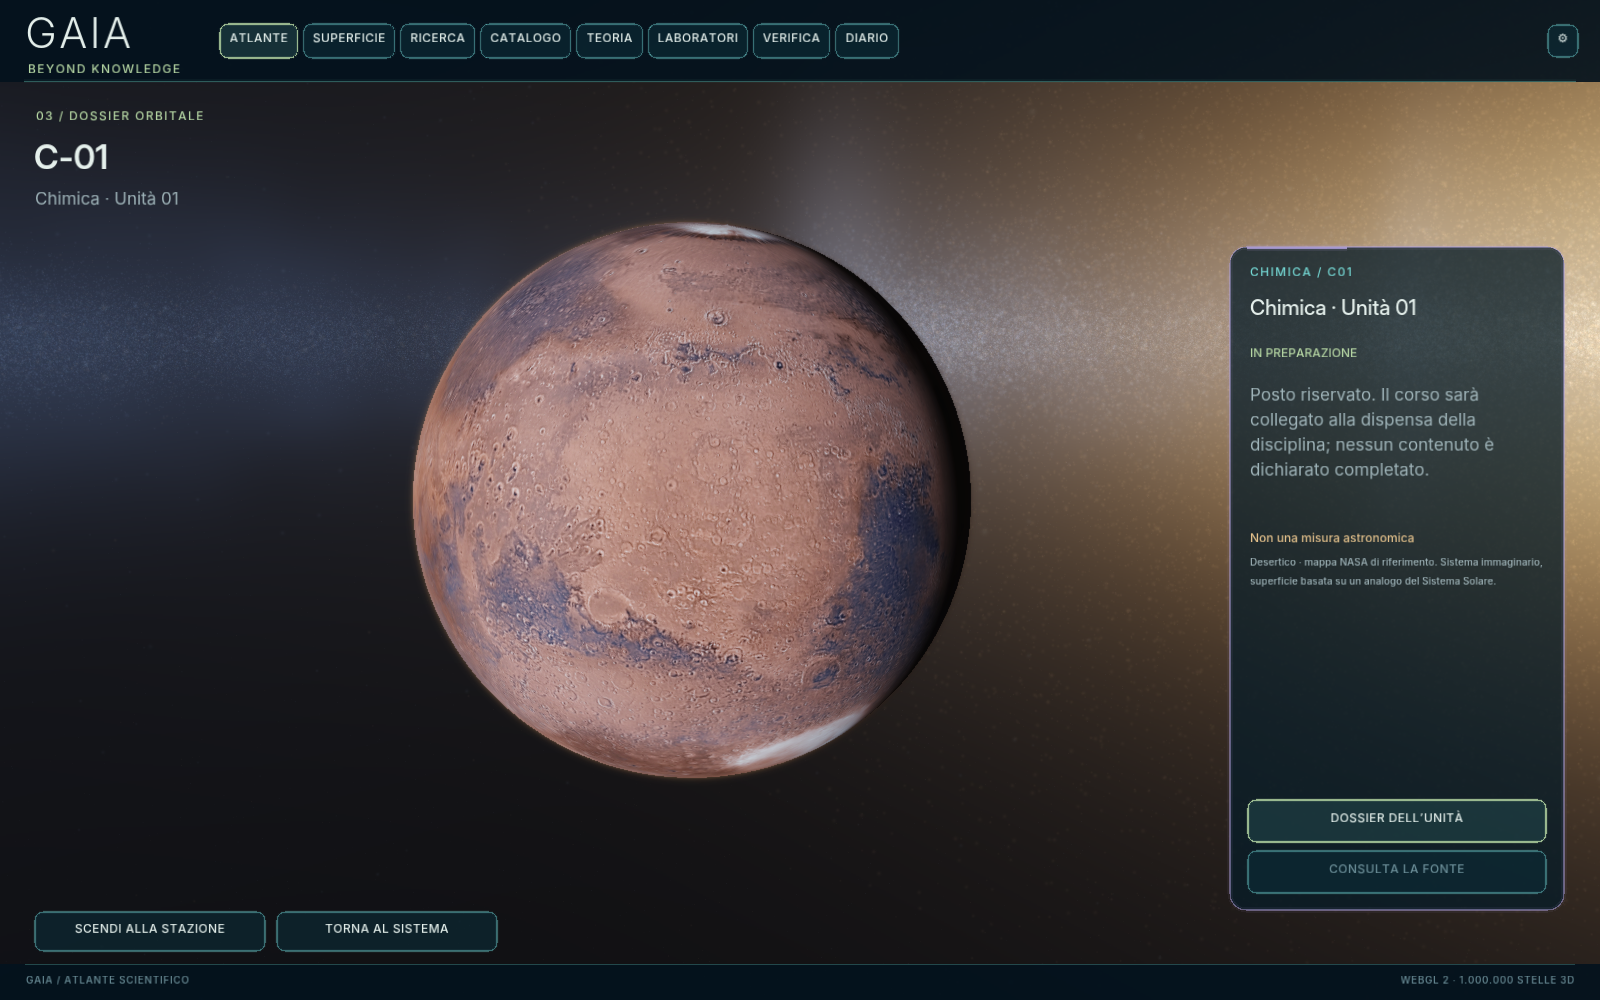 GAIA
BEYOND KNOWLEDGE
ATLANTE
SUPERFICIE
RICERCA
CATALOGO
TEORIA
LABORATORI
VERIFICA
DIARIO
03 / DOSSIER ORBITALE
C-01
Chimica · Unità 01
CHIMICA / C01
Chimica · Unità 01
IN PREPARAZIONE
Posto riservato. Il corso sarà
collegato alla dispensa della
disciplina; nessun contenuto è
dichiarato completato.
Non una misura astronomica
Desertico · mappa NASA di riferimento. Sistema immaginario,
superficie basata su un analogo del Sistema Solare.
DOSSIER DELL'UNITÀ
CONSULTA LA FONTE
SCENDI ALLA STAZIONE
TORNA AL SISTEMA
GAIA / ATLANTE SCIENTIFICO
WEBGL 2 · 1.000.000 STELLE 3D